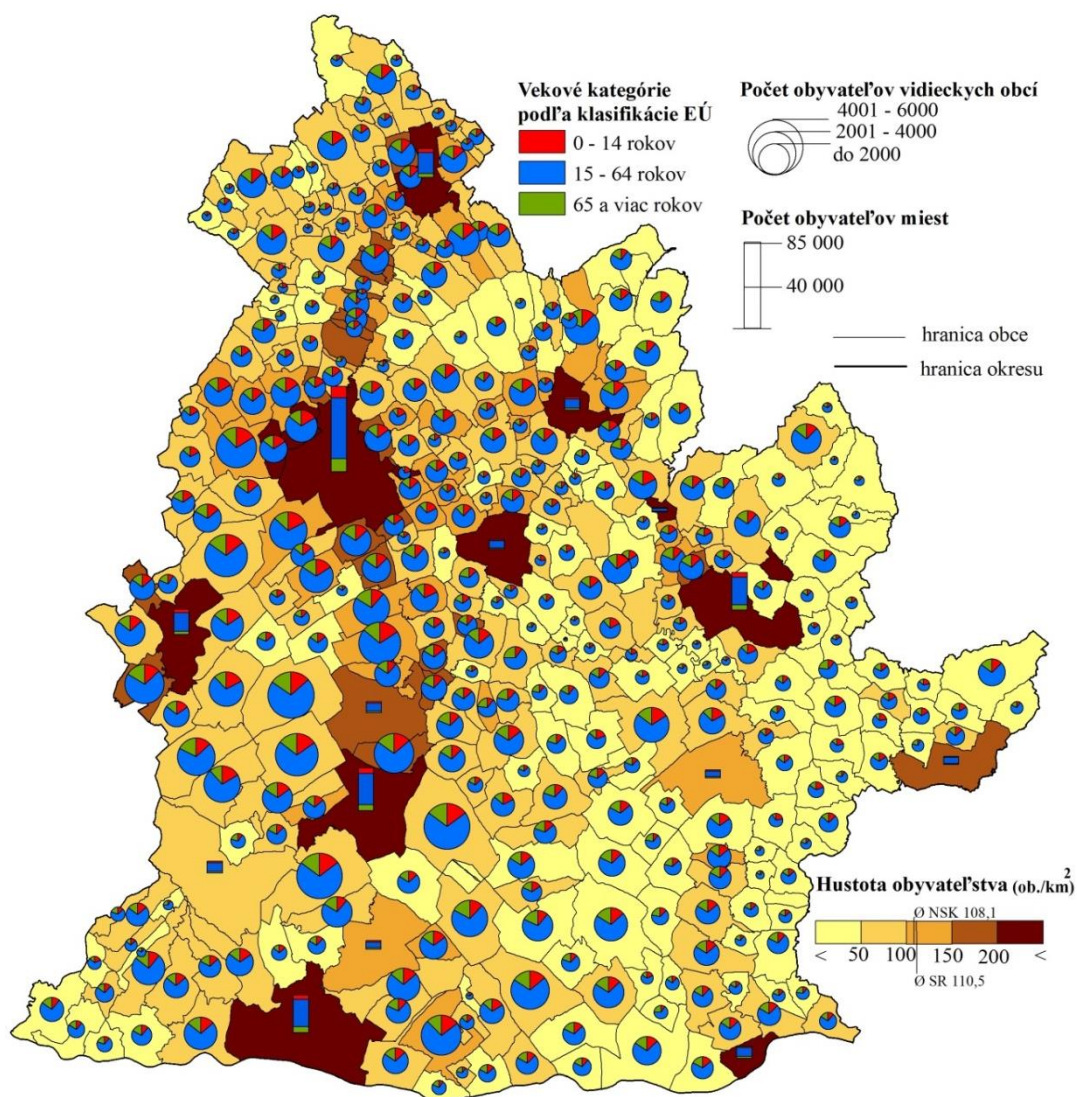 Vekové kategórie
podľa klasifikácie EÚ
0 - 14 rokov
15 - 64 rokov
65 a viac rokov
Počet obyvateľov vidieckych obcí
4001 - 6000
2001 - 4000
do 2000
Počet obyvateľov miest
85 000
40 000
hranica obce
hranica okresu
Hustota obyvateľstva (ob./km²)
Ø NSK 108,1
< 50 100 150 200 <
Ø SR 110,5